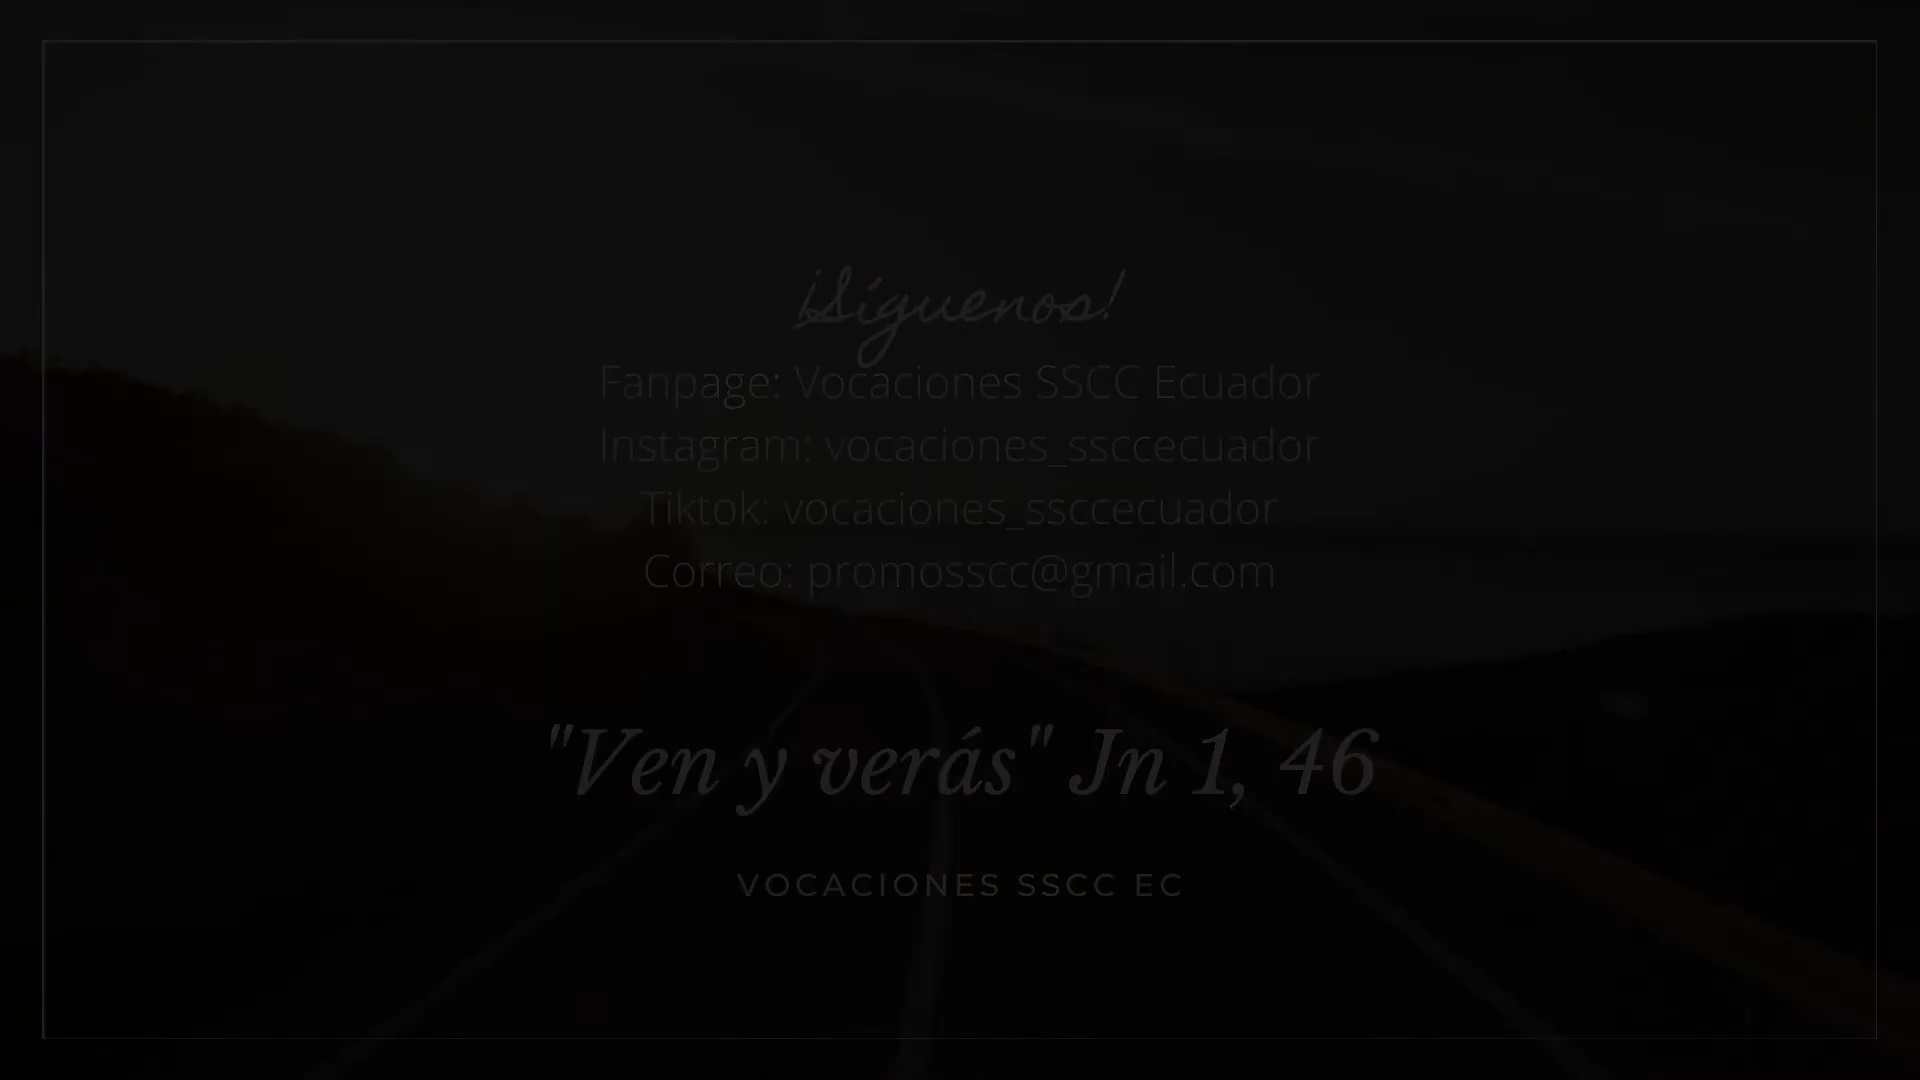 ¡Síguenos!
Fanpage: Vocaciones SSCC Ecuador
Instagram: vocaciones_ssccecuador
Tiktok: vocaciones_ssccecuador
Correo: promosscc@gmail.com
"Ven y verás" Jn 1, 46
VOCACIONES SSCC EC